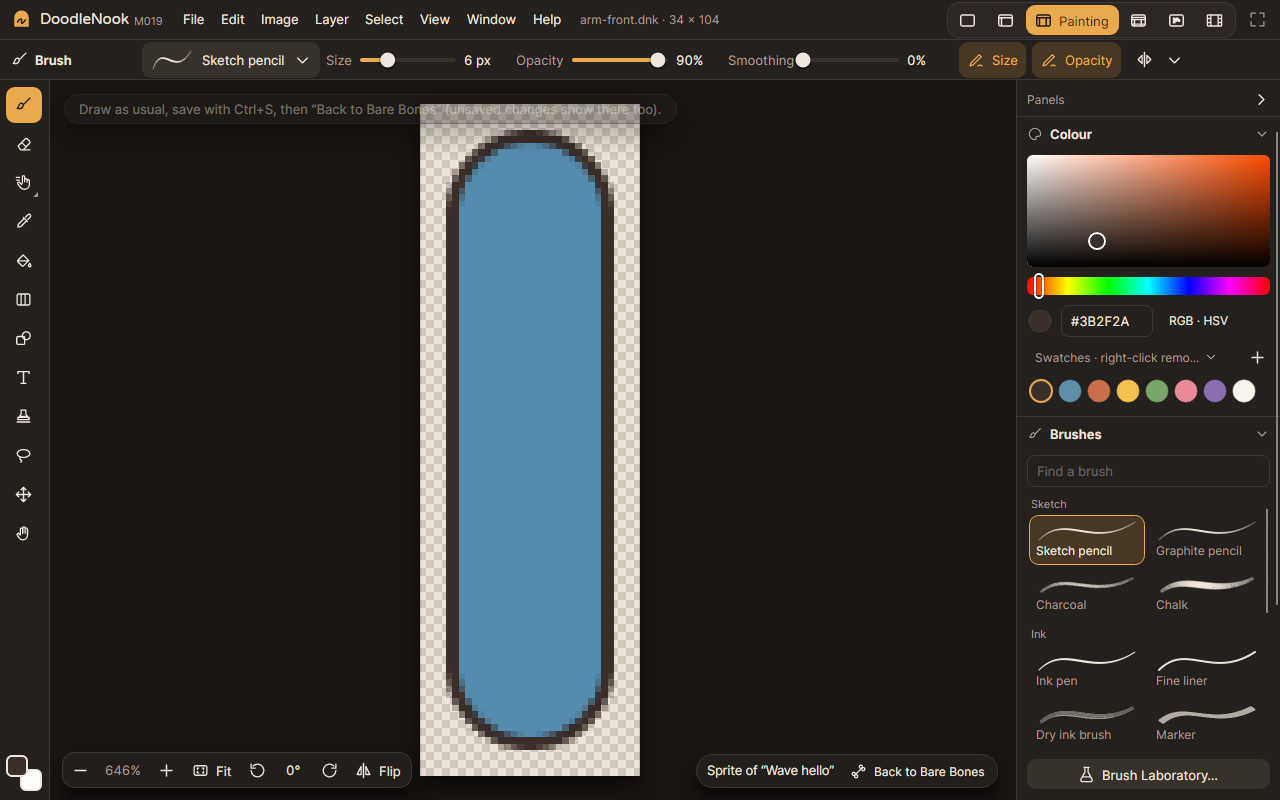 DoodleNook M019 File Edit Image Layer Select View Window Help arm-front.dnk · 34 × 104 Painting
Brush Sketch pencil Size 6 px Opacity 90% Smoothing 0% Size Opacity
Draw as usual, save with Ctrl+S, then “Back to Bare Bones” (unsaved changes show there too).
Panels
Colour
#3B2F2A RGB · HSV
Swatches · right-click remo...
Brushes
Find a brush
Sketch
Sketch pencil Graphite pencil
Charcoal Chalk
Ink
Ink pen Fine liner
Dry ink brush Marker
T
646% Fit 0° Flip
Sprite of “Wave hello” Back to Bare Bones
Brush Laboratory...